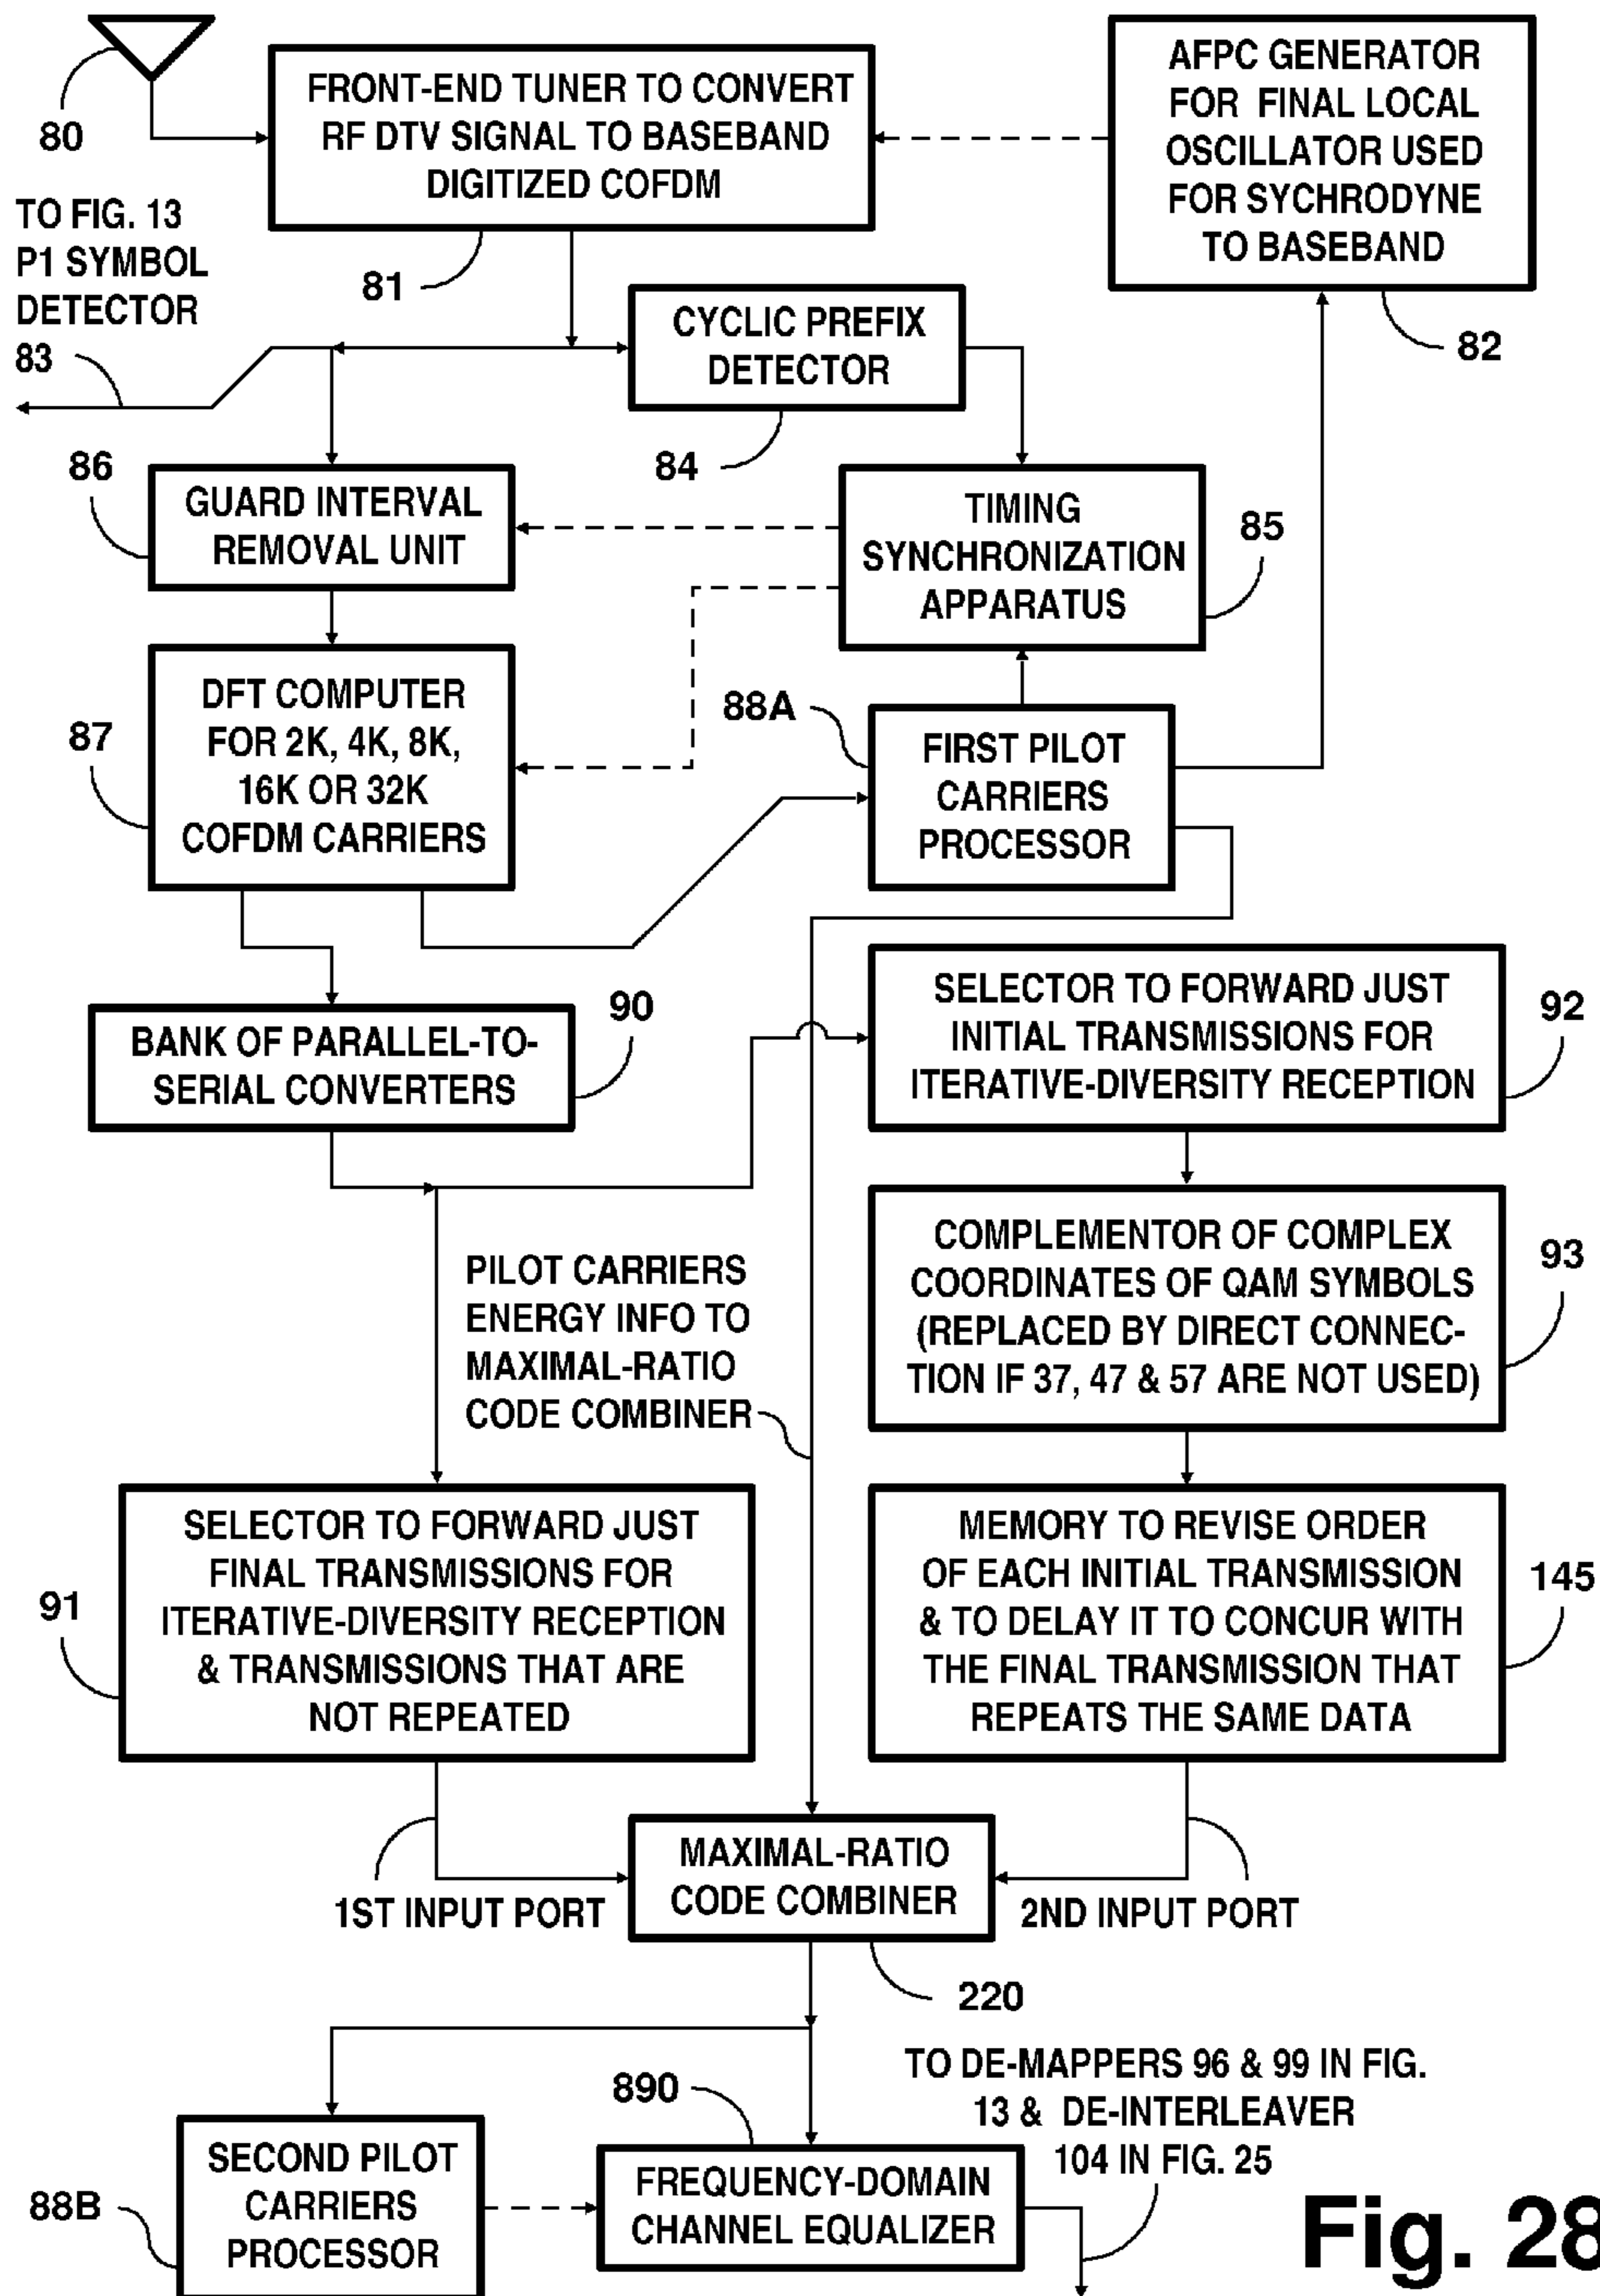 80
FRONT-END TUNER TO CONVERT
RF DTV SIGNAL TO BASEBAND
DIGITIZED COFDM
81
AFPC GENERATOR
FOR FINAL LOCAL
OSCILLATOR USED
FOR SYCHRODYNE
TO BASEBAND
82
TO FIG. 13
P1 SYMBOL
DETECTOR
83
CYCLIC PREFIX
DETECTOR
84
86
GUARD INTERVAL
REMOVAL UNIT
TIMING
SYNCHRONIZATION
APPARATUS
85
87
DFT COMPUTER
FOR 2K, 4K, 8K,
16K OR 32K
COFDM CARRIERS
88A
FIRST PILOT
CARRIERS
PROCESSOR
BANK OF PARALLEL-TO-
SERIAL CONVERTERS
90
SELECTOR TO FORWARD JUST
INITIAL TRANSMISSIONS FOR
ITERATIVE-DIVERSITY RECEPTION
92
PILOT CARRIERS
ENERGY INFO TO
MAXIMAL-RATIO
CODE COMBINER
COMPLEMENTOR OF COMPLEX
COORDINATES OF QAM SYMBOLS
(REPLACED BY DIRECT CONNEC-
TION IF 37, 47 & 57 ARE NOT USED)
93
91
SELECTOR TO FORWARD JUST
FINAL TRANSMISSIONS FOR
ITERATIVE-DIVERSITY RECEPTION
& TRANSMISSIONS THAT ARE
NOT REPEATED
MEMORY TO REVISE ORDER
OF EACH INITIAL TRANSMISSION
& TO DELAY IT TO CONCUR WITH
THE FINAL TRANSMISSION THAT
REPEATS THE SAME DATA
145
1ST INPUT PORT
MAXIMAL-RATIO
CODE COMBINER
2ND INPUT PORT
220
TO DE-MAPPERS 96 & 99 IN FIG.
13 & DE-INTERLEAVER
104 IN FIG. 25
890
88B
SECOND PILOT
CARRIERS
PROCESSOR
FREQUENCY-DOMAIN
CHANNEL EQUALIZER
Fig. 28